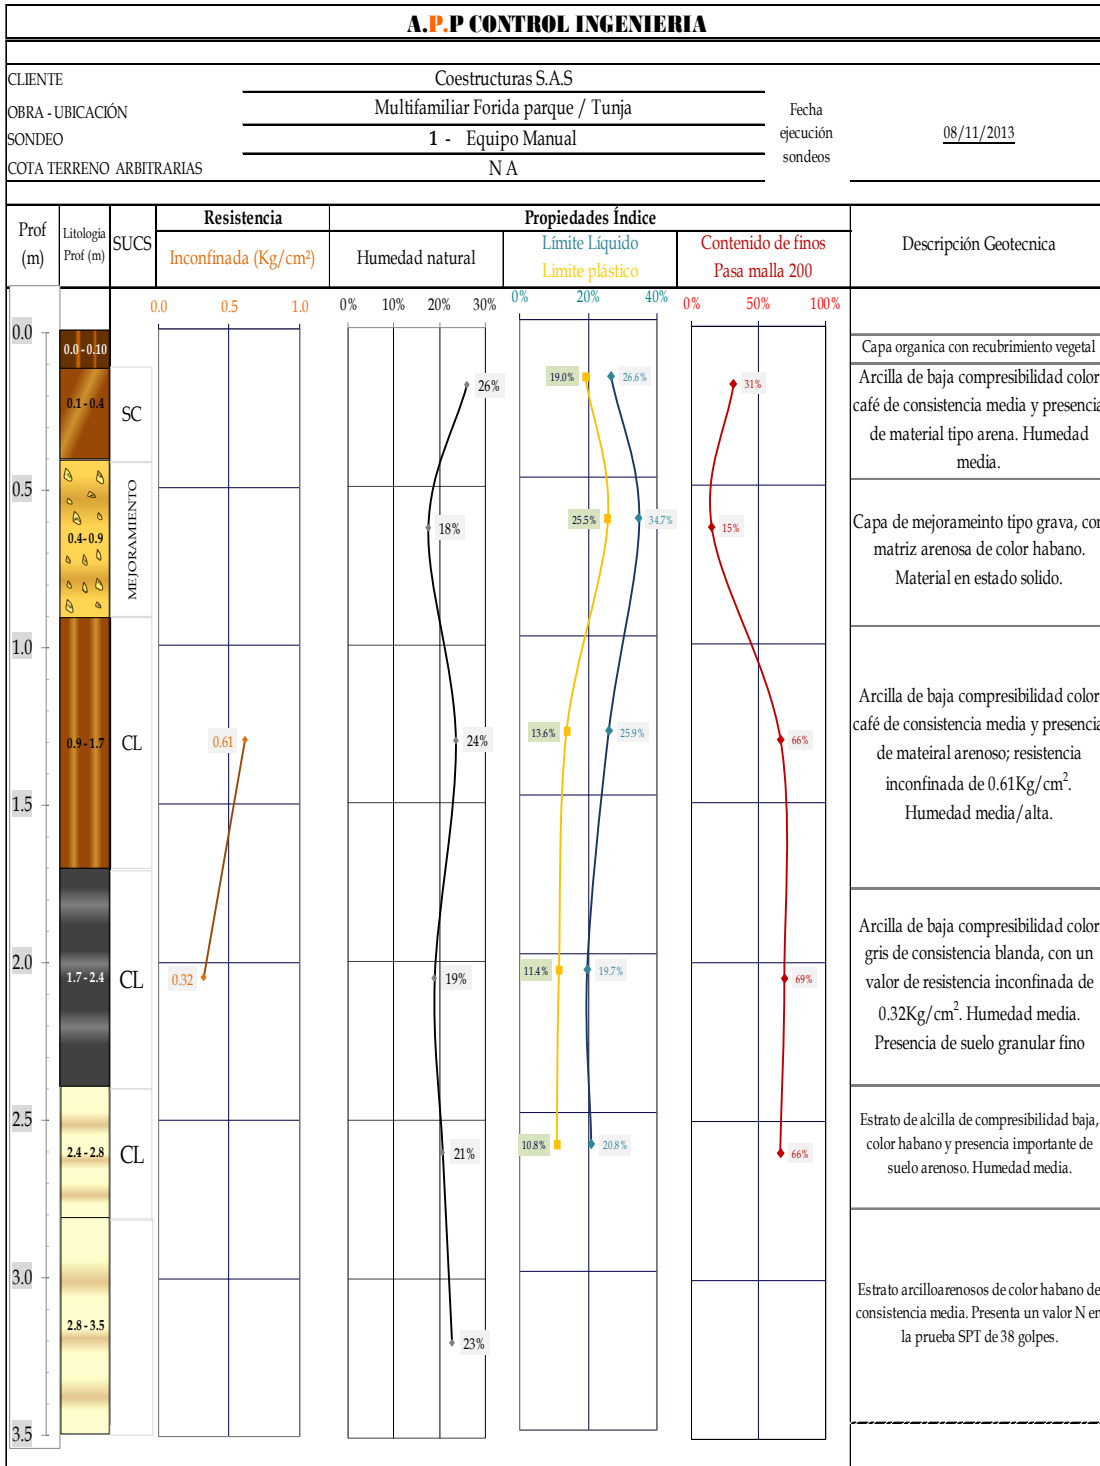 A.P.P CONTROL INGENIERIA
CLIENTE
Coestructuras S.A.S
OBRA - UBICACIÓN
Multifamiliar Forida parque / Tunja
SONDEO
1 - Equipo Manual
COTA TERRENO ARBITRARIAS
N A
Fecha
ejecución
sondeos
08/11/2013
Prof
(m)
Litologia
Prof (m)
SUCS
Resistencia
Inconfinada (Kg/cm²)
Propiedades Índice
Humedad natural
Límite Líquido
Limite plástico
Contenido de finos
Pasa malla 200
Descripción Geotecnica
0.0 0.5 1.0
0% 10% 20% 30%
0% 20% 40%
0% 50% 100%
0.0
0.0 - 0.10
Capa organica con recubrimiento vegetal
0.1 - 0.4
SC
26%
19.0%
26.6%
31%
Arcilla de baja compresibilidad color
café de consistencia media y presencia
de material tipo arena. Humedad
media.
0.5
0.4 - 0.9
MEJORAMIENTO
18%
25.5%
34.7%
15%
Capa de mejorameinto tipo grava, con
matriz arenosa de color habano.
Material en estado solido.
1.0
0.9 - 1.7
CL
0.61
24%
13.6%
25.9%
66%
Arcilla de baja compresibilidad color
café de consistencia media y presencia
de mateiral arenoso; resistencia
inconfinada de 0.61Kg/cm².
Humedad media/alta.
1.5
1.7 - 2.4
CL
0.32
19%
11.4%
19.7%
69%
Arcilla de baja compresibilidad color
gris de consistencia blanda, con un
valor de resistencia inconfinada de
0.32Kg/cm². Humedad media.
Presencia de suelo granular fino
2.0
2.5
2.4 - 2.8
CL
21%
10.8%
20.8%
66%
Estrato de alcilla de compresibilidad baja,
color habano y presencia importante de
suelo arenoso. Humedad media.
3.0
2.8 - 3.5
23%
Estrato arcilloarenosos de color habano de
consistencia media. Presenta un valor N en
la prueba SPT de 38 golpes.
3.5